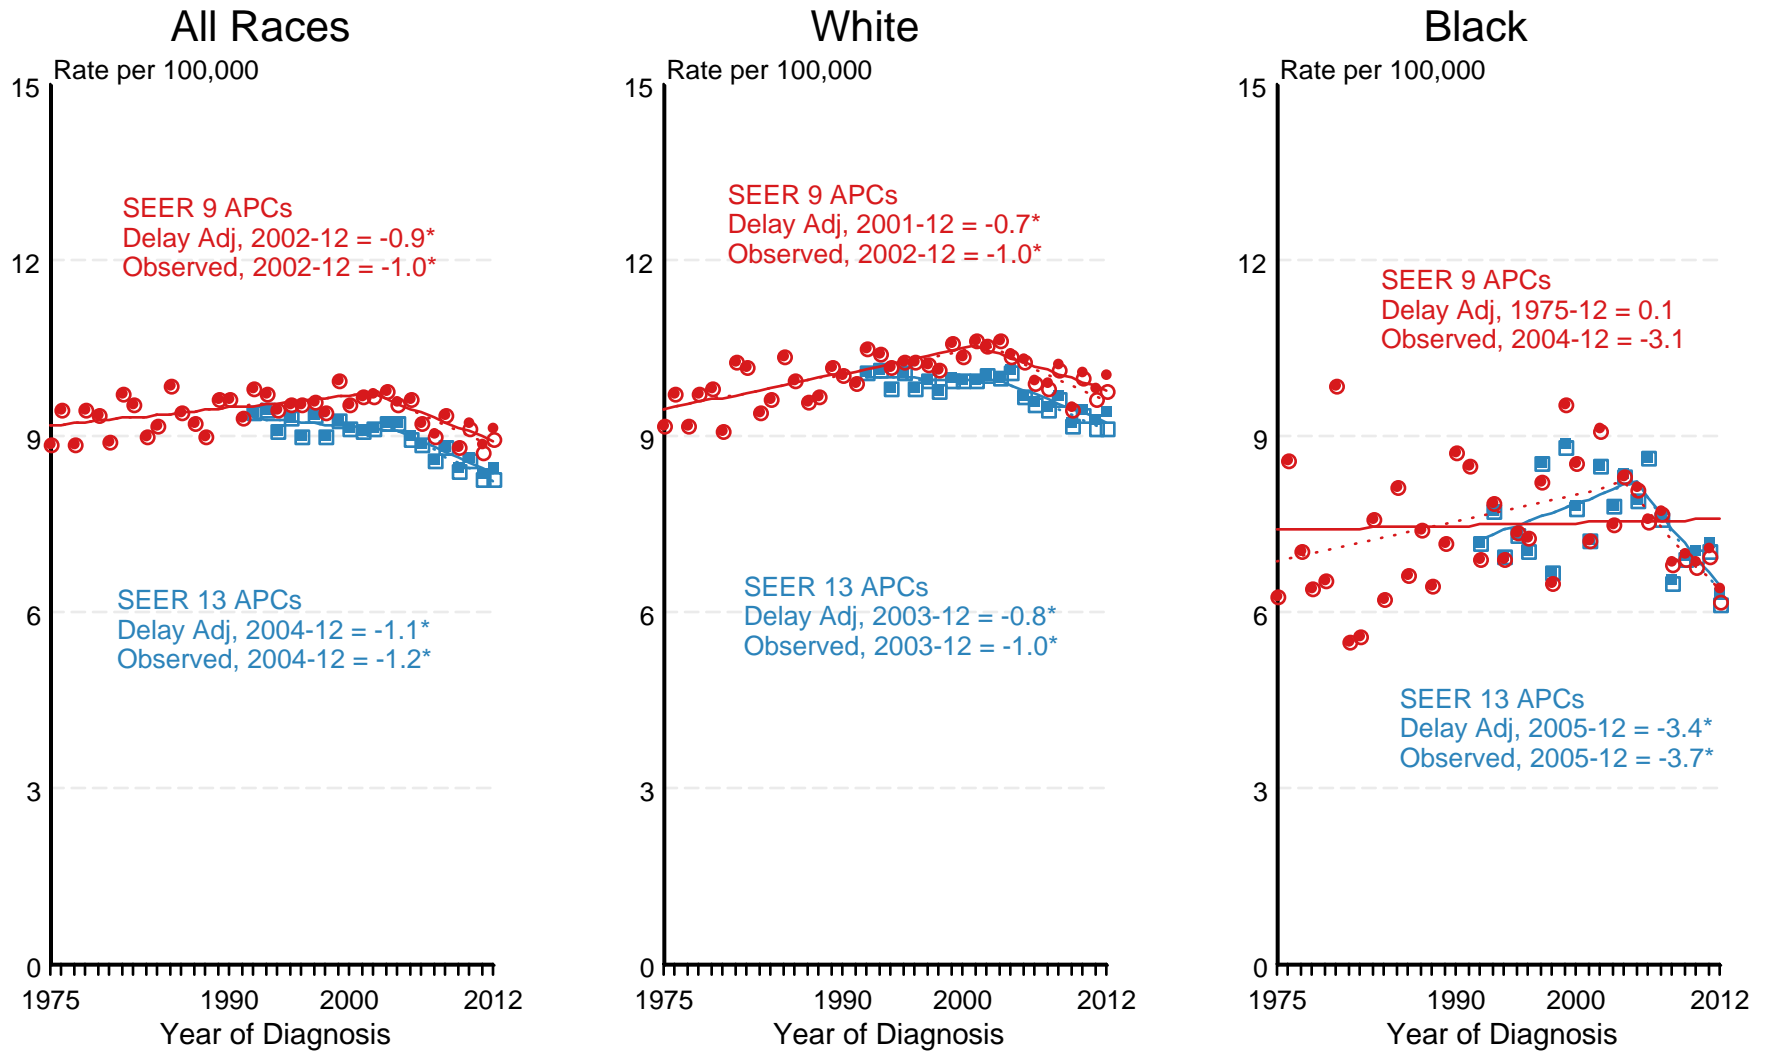 All Races
Rate per 100,000
15
12
9
6
3
0
SEER 9 APCs
Delay Adj, 2002-12 = -0.9*
Observed, 2002-12 = -1.0*
SEER 13 APCs
Delay Adj, 2004-12 = -1.1*
Observed, 2004-12 = -1.2*
1975 1990 2000 2012
Year of Diagnosis
White
Rate per 100,000
15
12
9
6
3
0
SEER 9 APCs
Delay Adj, 2001-12 = -0.7*
Observed, 2002-12 = -1.0*
SEER 13 APCs
Delay Adj, 2003-12 = -0.8*
Observed, 2003-12 = -1.0*
1975 1990 2000 2012
Year of Diagnosis
Black
Rate per 100,000
15
12
9
6
3
0
SEER 9 APCs
Delay Adj, 1975-12 = 0.1
Observed, 2004-12 = -3.1
SEER 13 APCs
Delay Adj, 2005-12 = -3.4*
Observed, 2005-12 = -3.7*
1975 1990 2000 2012
Year of Diagnosis